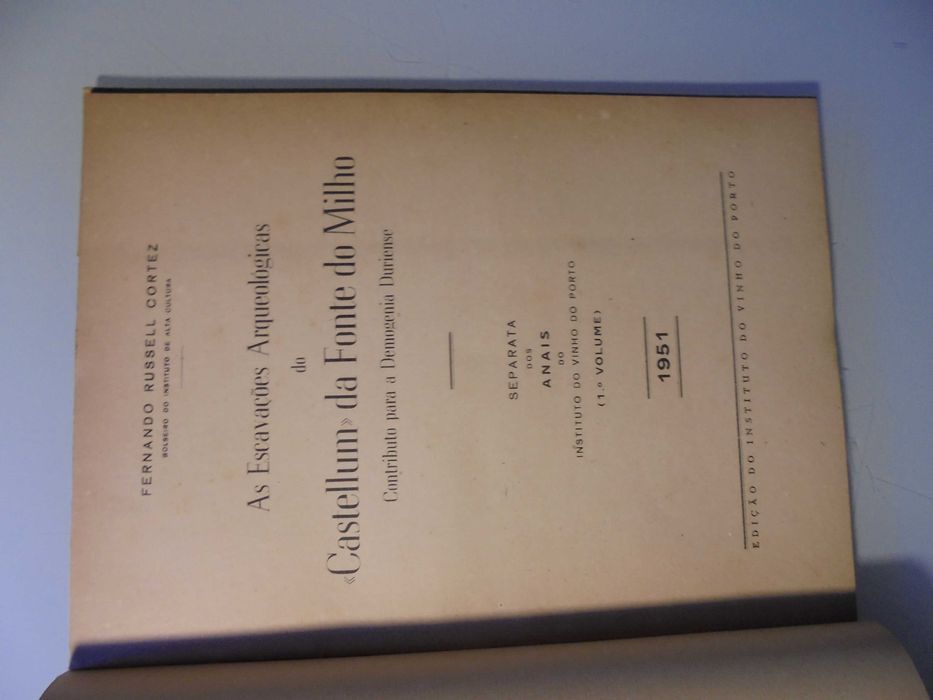 FERNANDO RUSSELL CORTEZ
BOLSEIRO DO INSTITUTO DE ALTA CULTURA
As Escavações Arqueológicas
do
«Castellum» da Fonte do Milho
Contributo para a Demogenia Duriense
SEPARATA
DOS
ANAIS
DO
INSTITUTO DO VINHO DO PORTO
(1.º VOLUME)
1951
EDIÇÃO DO INSTITUTO DO VINHO DO PORTO